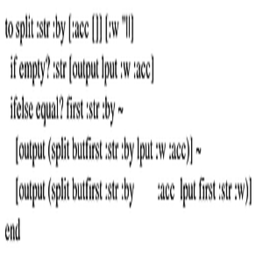 to split :str :by [:acc []] [:w "||]
if empty? :str [output lput :w :acc]
ifelse equal? first :str :by ~
[output (split butfirst :str :by lput :w :acc)] ~
[output (split butfirst :str :by :acc lput first :str :w)]
end